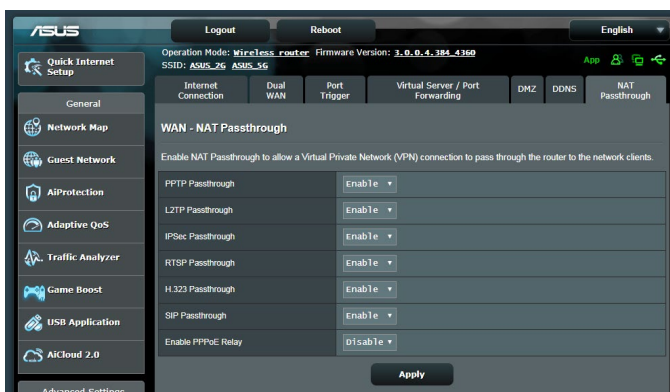 ASUS
Logout
Reboot
English
Quick Internet Setup
Operation Mode: Wireless router Firmware Version: 3.0.0.4.384_4360
SSID: ASUS_2G ASUS_5G
App
General
Internet Connection
Dual WAN
Port Trigger
Virtual Server / Port Forwarding
DMZ
DDNS
NAT Passthrough
Network Map
Guest Network
AiProtection
Adaptive QoS
Traffic Analyzer
Game Boost
USB Application
AiCloud 2.0
Advanced Settings
WAN - NAT Passthrough
Enable NAT Passthrough to allow a Virtual Private Network (VPN) connection to pass through the router to the network clients.
PPTP Passthrough Enable
L2TP Passthrough Enable
IPSec Passthrough Enable
RTSP Passthrough Enable
H.323 Passthrough Enable
SIP Passthrough Enable
Enable PPPoE Relay Disable
Apply